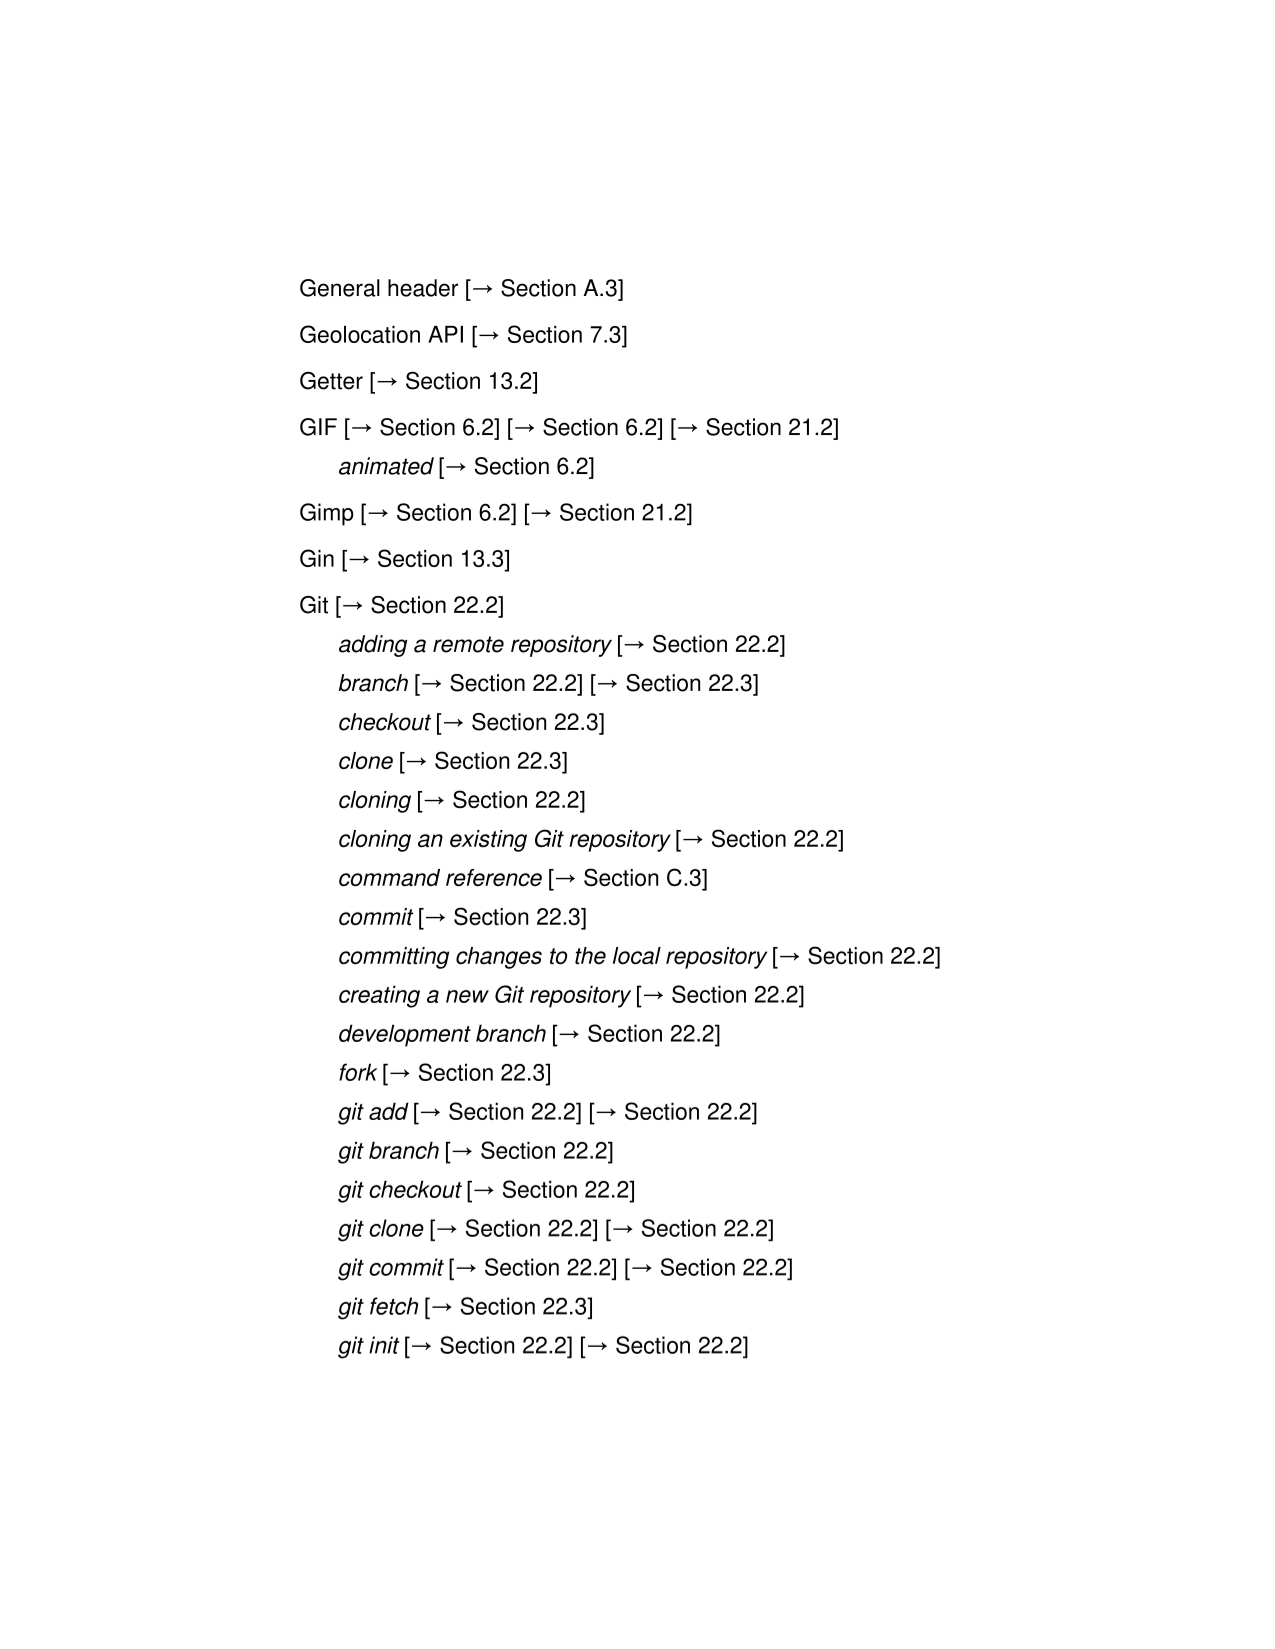 General header [→ Section A.3]
Geolocation API [→ Section 7.3]
Getter [→ Section 13.2]
GIF [→ Section 6.2] [→ Section 6.2] [→ Section 21.2]
animated [→ Section 6.2]
Gimp [→ Section 6.2] [→ Section 21.2]
Gin [→ Section 13.3]
Git [→ Section 22.2]
adding a remote repository [→ Section 22.2]
branch [→ Section 22.2] [→ Section 22.3]
checkout [→ Section 22.3]
clone [→ Section 22.3]
cloning [→ Section 22.2]
cloning an existing Git repository [→ Section 22.2]
command reference [→ Section C.3]
commit [→ Section 22.3]
committing changes to the local repository [→ Section 22.2]
creating a new Git repository [→ Section 22.2]
development branch [→ Section 22.2]
fork [→ Section 22.3]
git add [→ Section 22.2] [→ Section 22.2]
git branch [→ Section 22.2]
git checkout [→ Section 22.2]
git clone [→ Section 22.2] [→ Section 22.2]
git commit [→ Section 22.2] [→ Section 22.2]
git fetch [→ Section 22.3]
git init [→ Section 22.2] [→ Section 22.2]